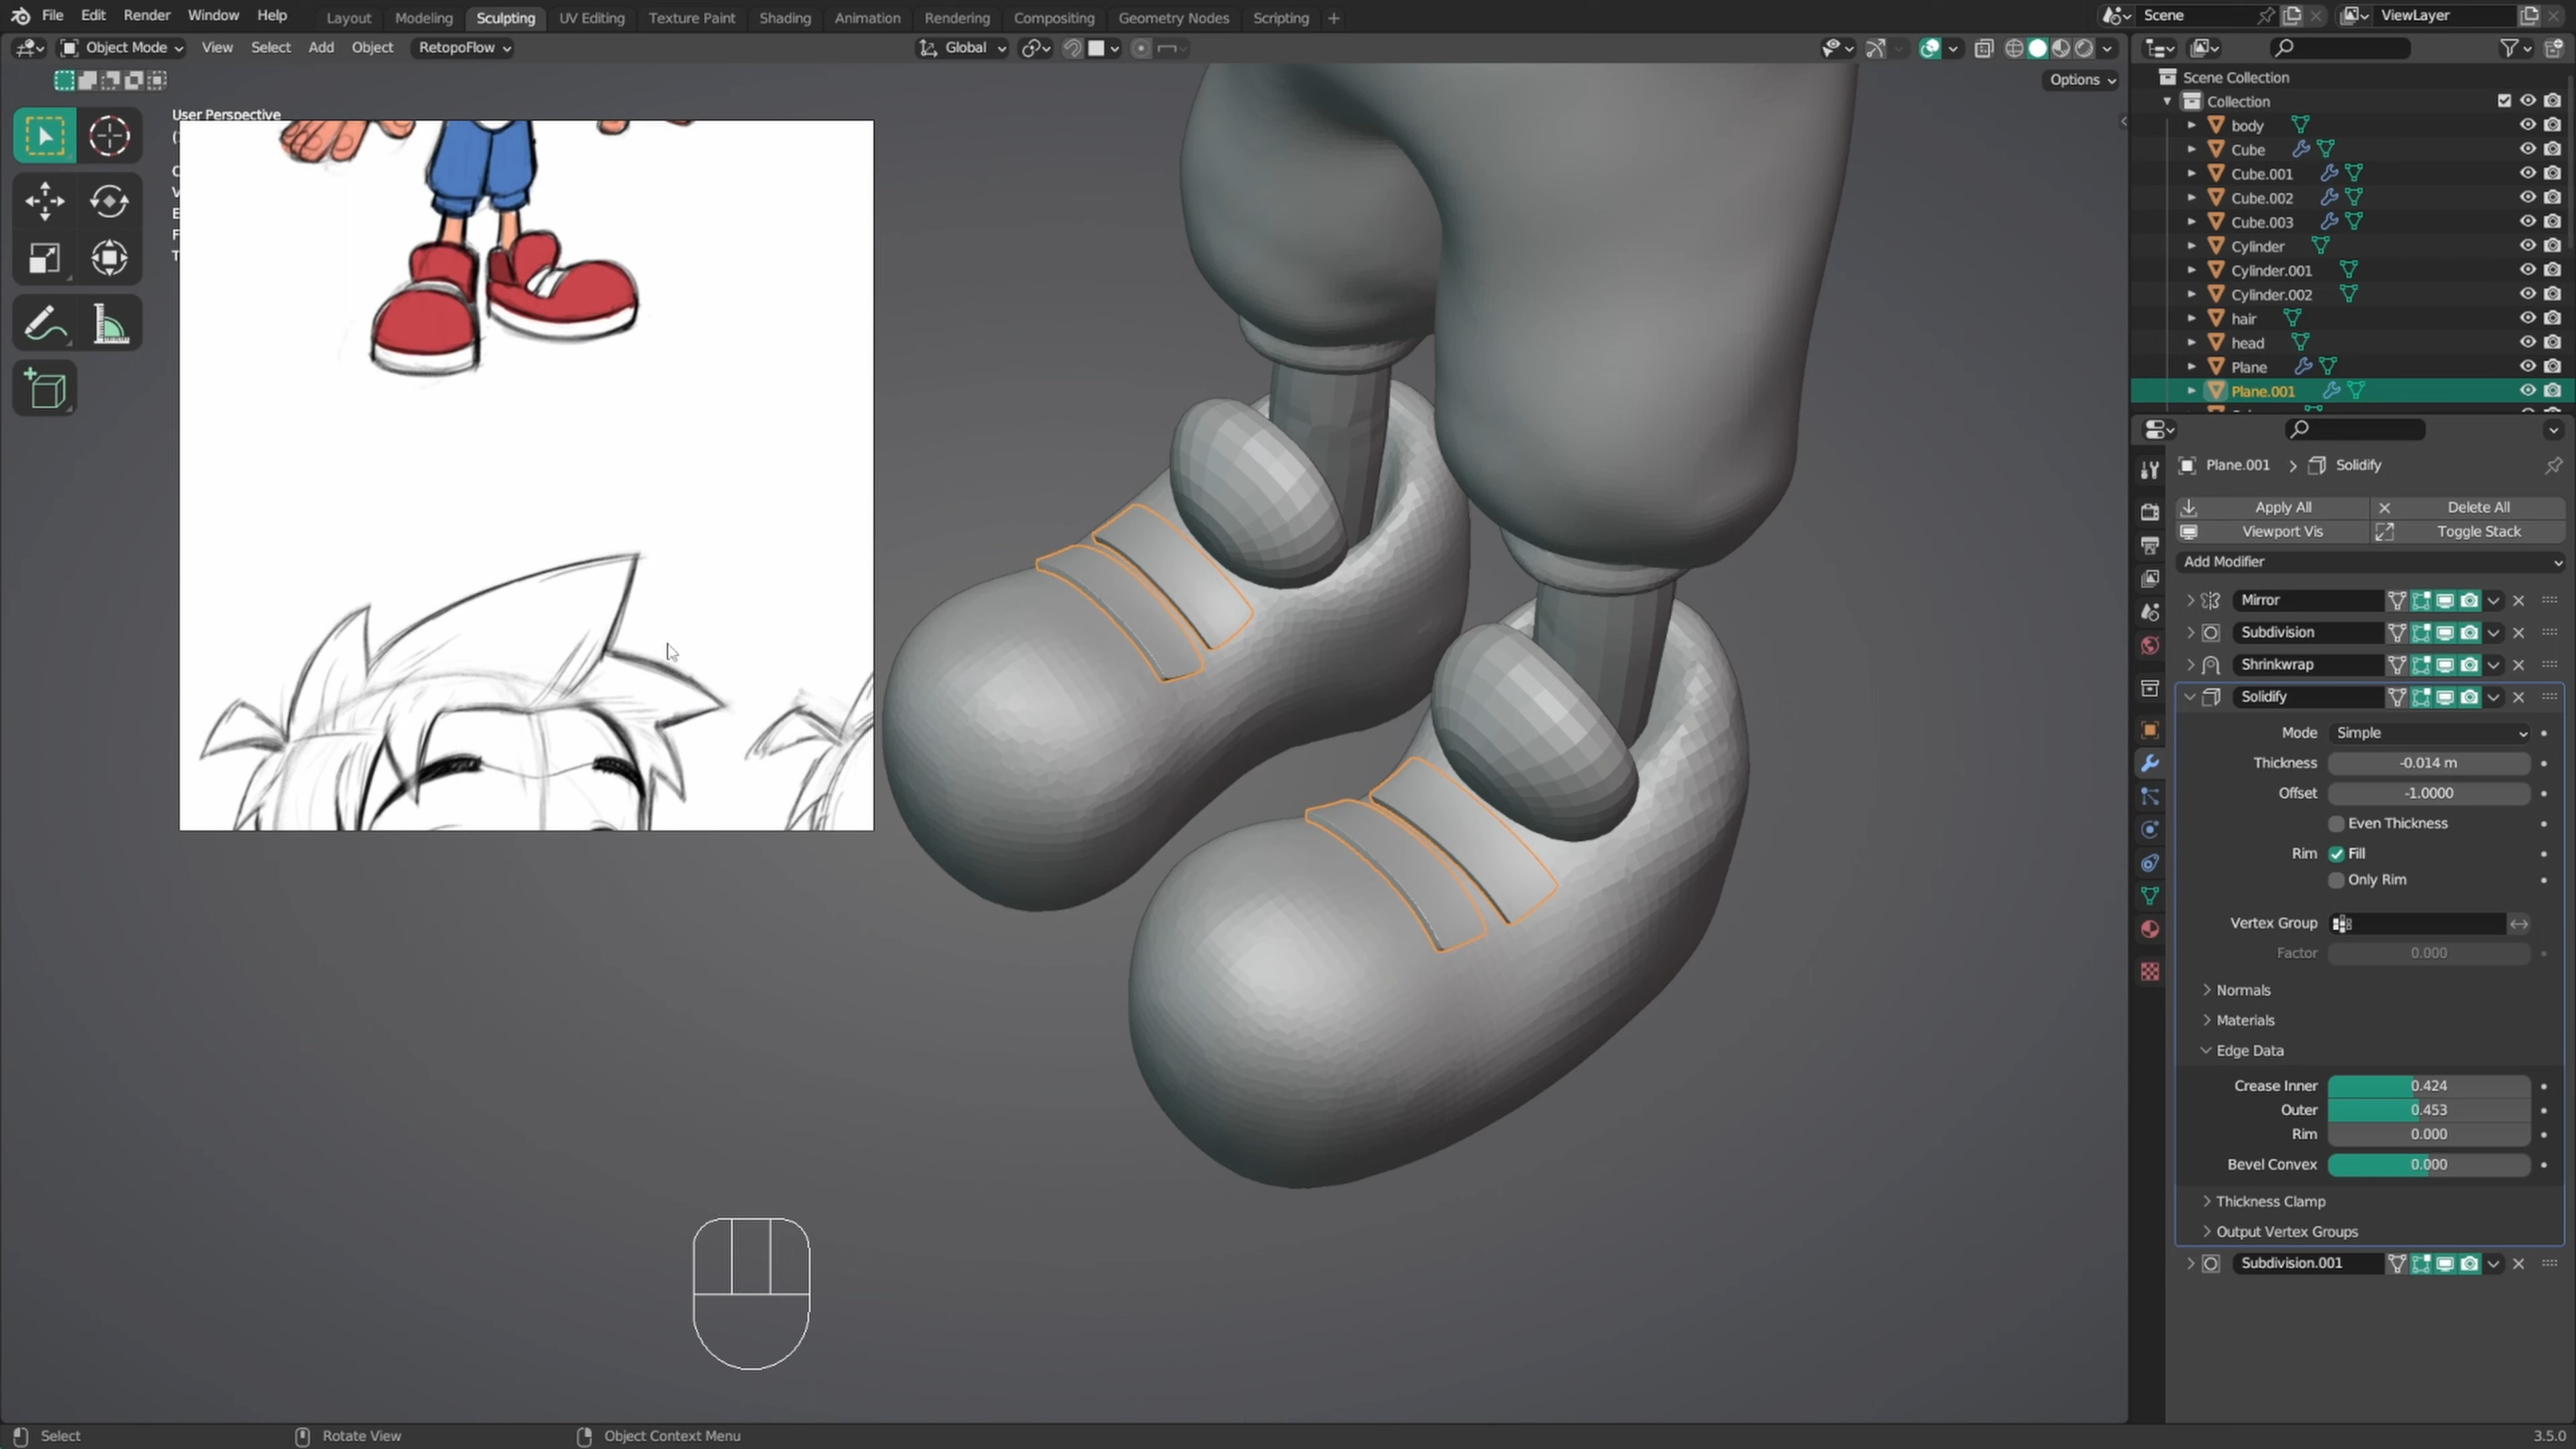 File Edit Render Window Help
Layout Modeling Sculpting UV Editing Texture Paint Shading Animation Rendering Compositing Geometry Nodes Scripting +
Scene
ViewLayer
Object Mode View Select Add Object RetopoFlow
Global
Options
User Perspective
(
C
V
E
F
T
Scene Collection
Collection
body
Cube
Cube.001
Cube.002
Cube.003
Cylinder
Cylinder.001
Cylinder.002
hair
head
Plane
Plane.001
Plane.001 > Solidify
Apply All
Delete All
Viewport Vis
Toggle Stack
Add Modifier
Mirror
Subdivision
Shrinkwrap
Solidify
Mode Simple
Thickness -0.014 m
Offset -1.0000
Even Thickness
Rim Fill
Only Rim
Vertex Group
Factor 0.000
Normals
Materials
Edge Data
Crease Inner 0.424
Outer 0.453
Rim 0.000
Bevel Convex 0.000
Thickness Clamp
Output Vertex Groups
Subdivision.001
Select
Rotate View
Object Context Menu
3.5.0